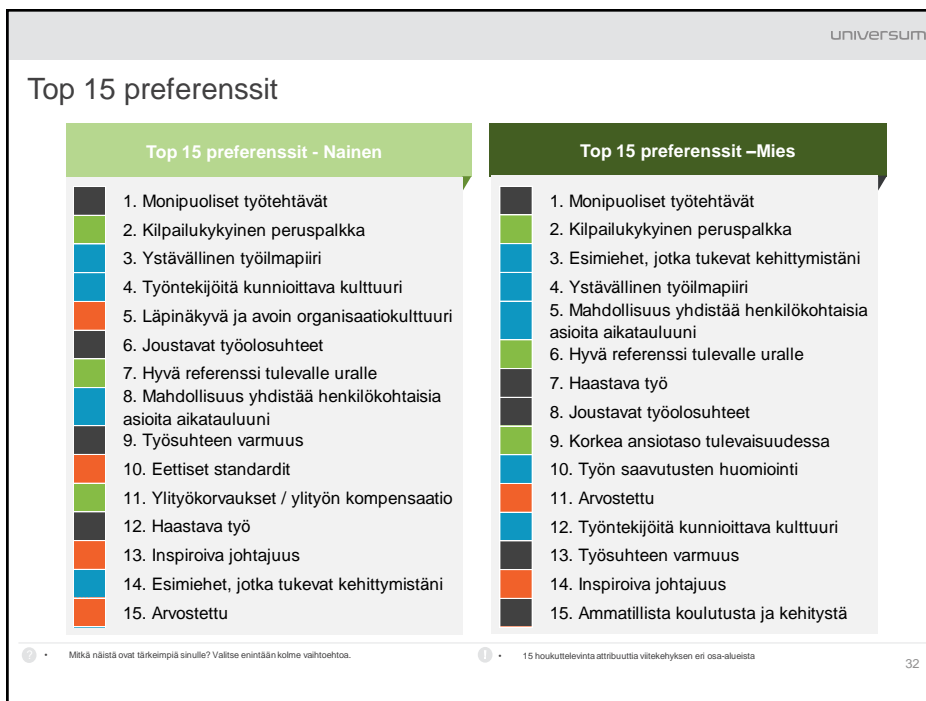 universum
Top 15 preferenssit
Top 15 preferenssit - Nainen
1. Monipuoliset työtehtävät
2. Kilpailukykyinen peruspalkka
3. Ystävällinen työilmapiiri
4. Työntekijöitä kunnioittava kulttuuri
5. Läpinäkyvä ja avoin organisaatiokulttuuri
6. Joustavat työolosuhteet
7. Hyvä referenssi tulevalle uralle
8. Mahdollisuus yhdistää henkilökohtaisia
asioita aikatauluuni
9. Työsuhteen varmuus
10. Eettiset standardit
11. Ylityökorvaukset / ylityön kompensaatio
12. Haastava työ
13. Inspiroiva johtajuus
14. Esimiehet, jotka tukevat kehittymistäni
15. Arvostettu
Top 15 preferenssit –Mies
1. Monipuoliset työtehtävät
2. Kilpailukykyinen peruspalkka
3. Esimiehet, jotka tukevat kehittymistäni
4. Ystävällinen työilmapiiri
5. Mahdollisuus yhdistää henkilökohtaisia
asioita aikatauluuni
6. Hyvä referenssi tulevalle uralle
7. Haastava työ
8. Joustavat työolosuhteet
9. Korkea ansiotaso tulevaisuudessa
10. Työn saavutusten huomiointi
11. Arvostettu
12. Työntekijöitä kunnioittava kulttuuri
13. Työsuhteen varmuus
14. Inspiroiva johtajuus
15. Ammatillista koulutusta ja kehitystä
? • Mitkä näistä ovat tärkeimpiä sinulle? Valitse enintään kolme vaihtoehtoa.
! • 15 houkuttelevinta attribuuttia viitekehyksen eri osa-alueista
32